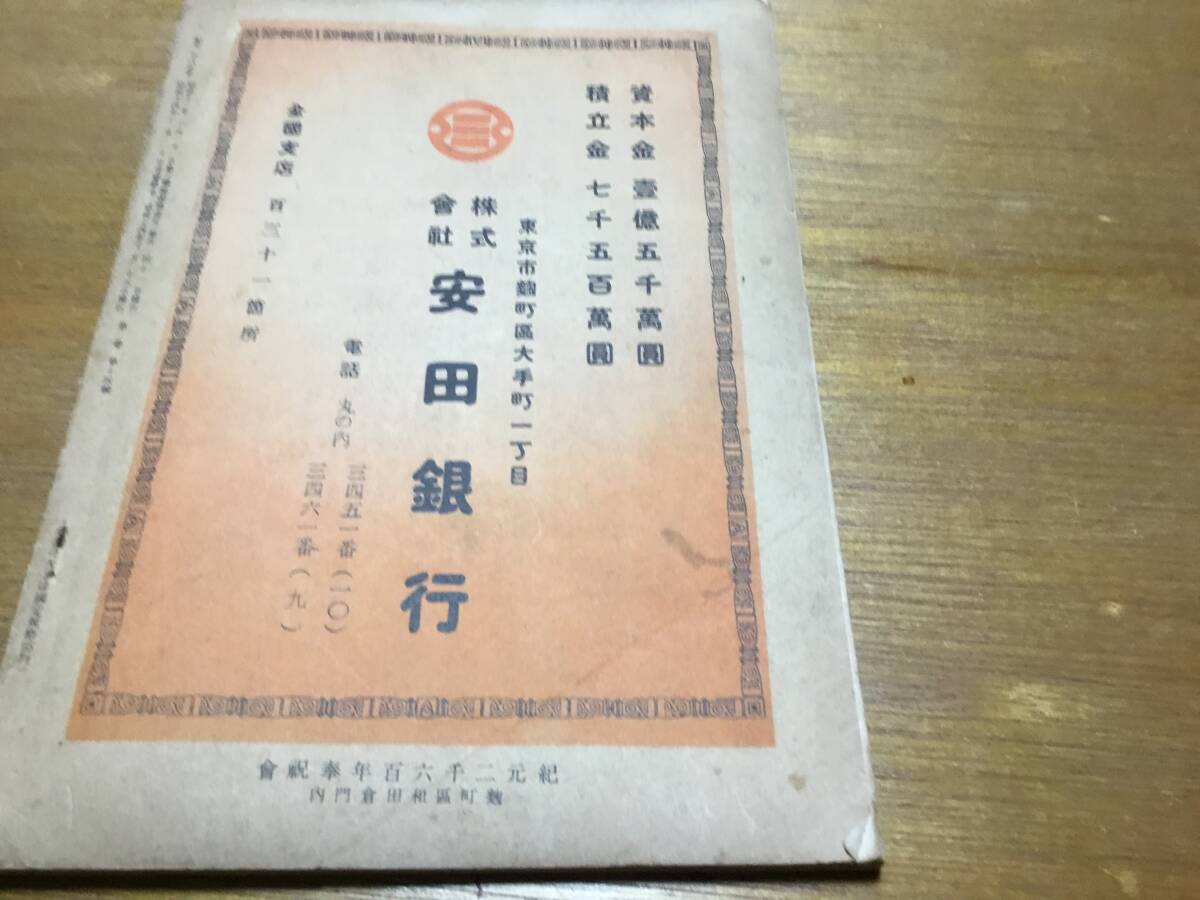 資本金 壹億五千萬圓
積立金 七千五百萬圓
東京市麴町區大手町一丁目
株式
會社
安田銀行
電話 丸の內 三四五一番(一〇)
三四六一番(九)
全國支店 百三十一箇所
會祝奉年百六千二元紀
內門倉田和區町麴